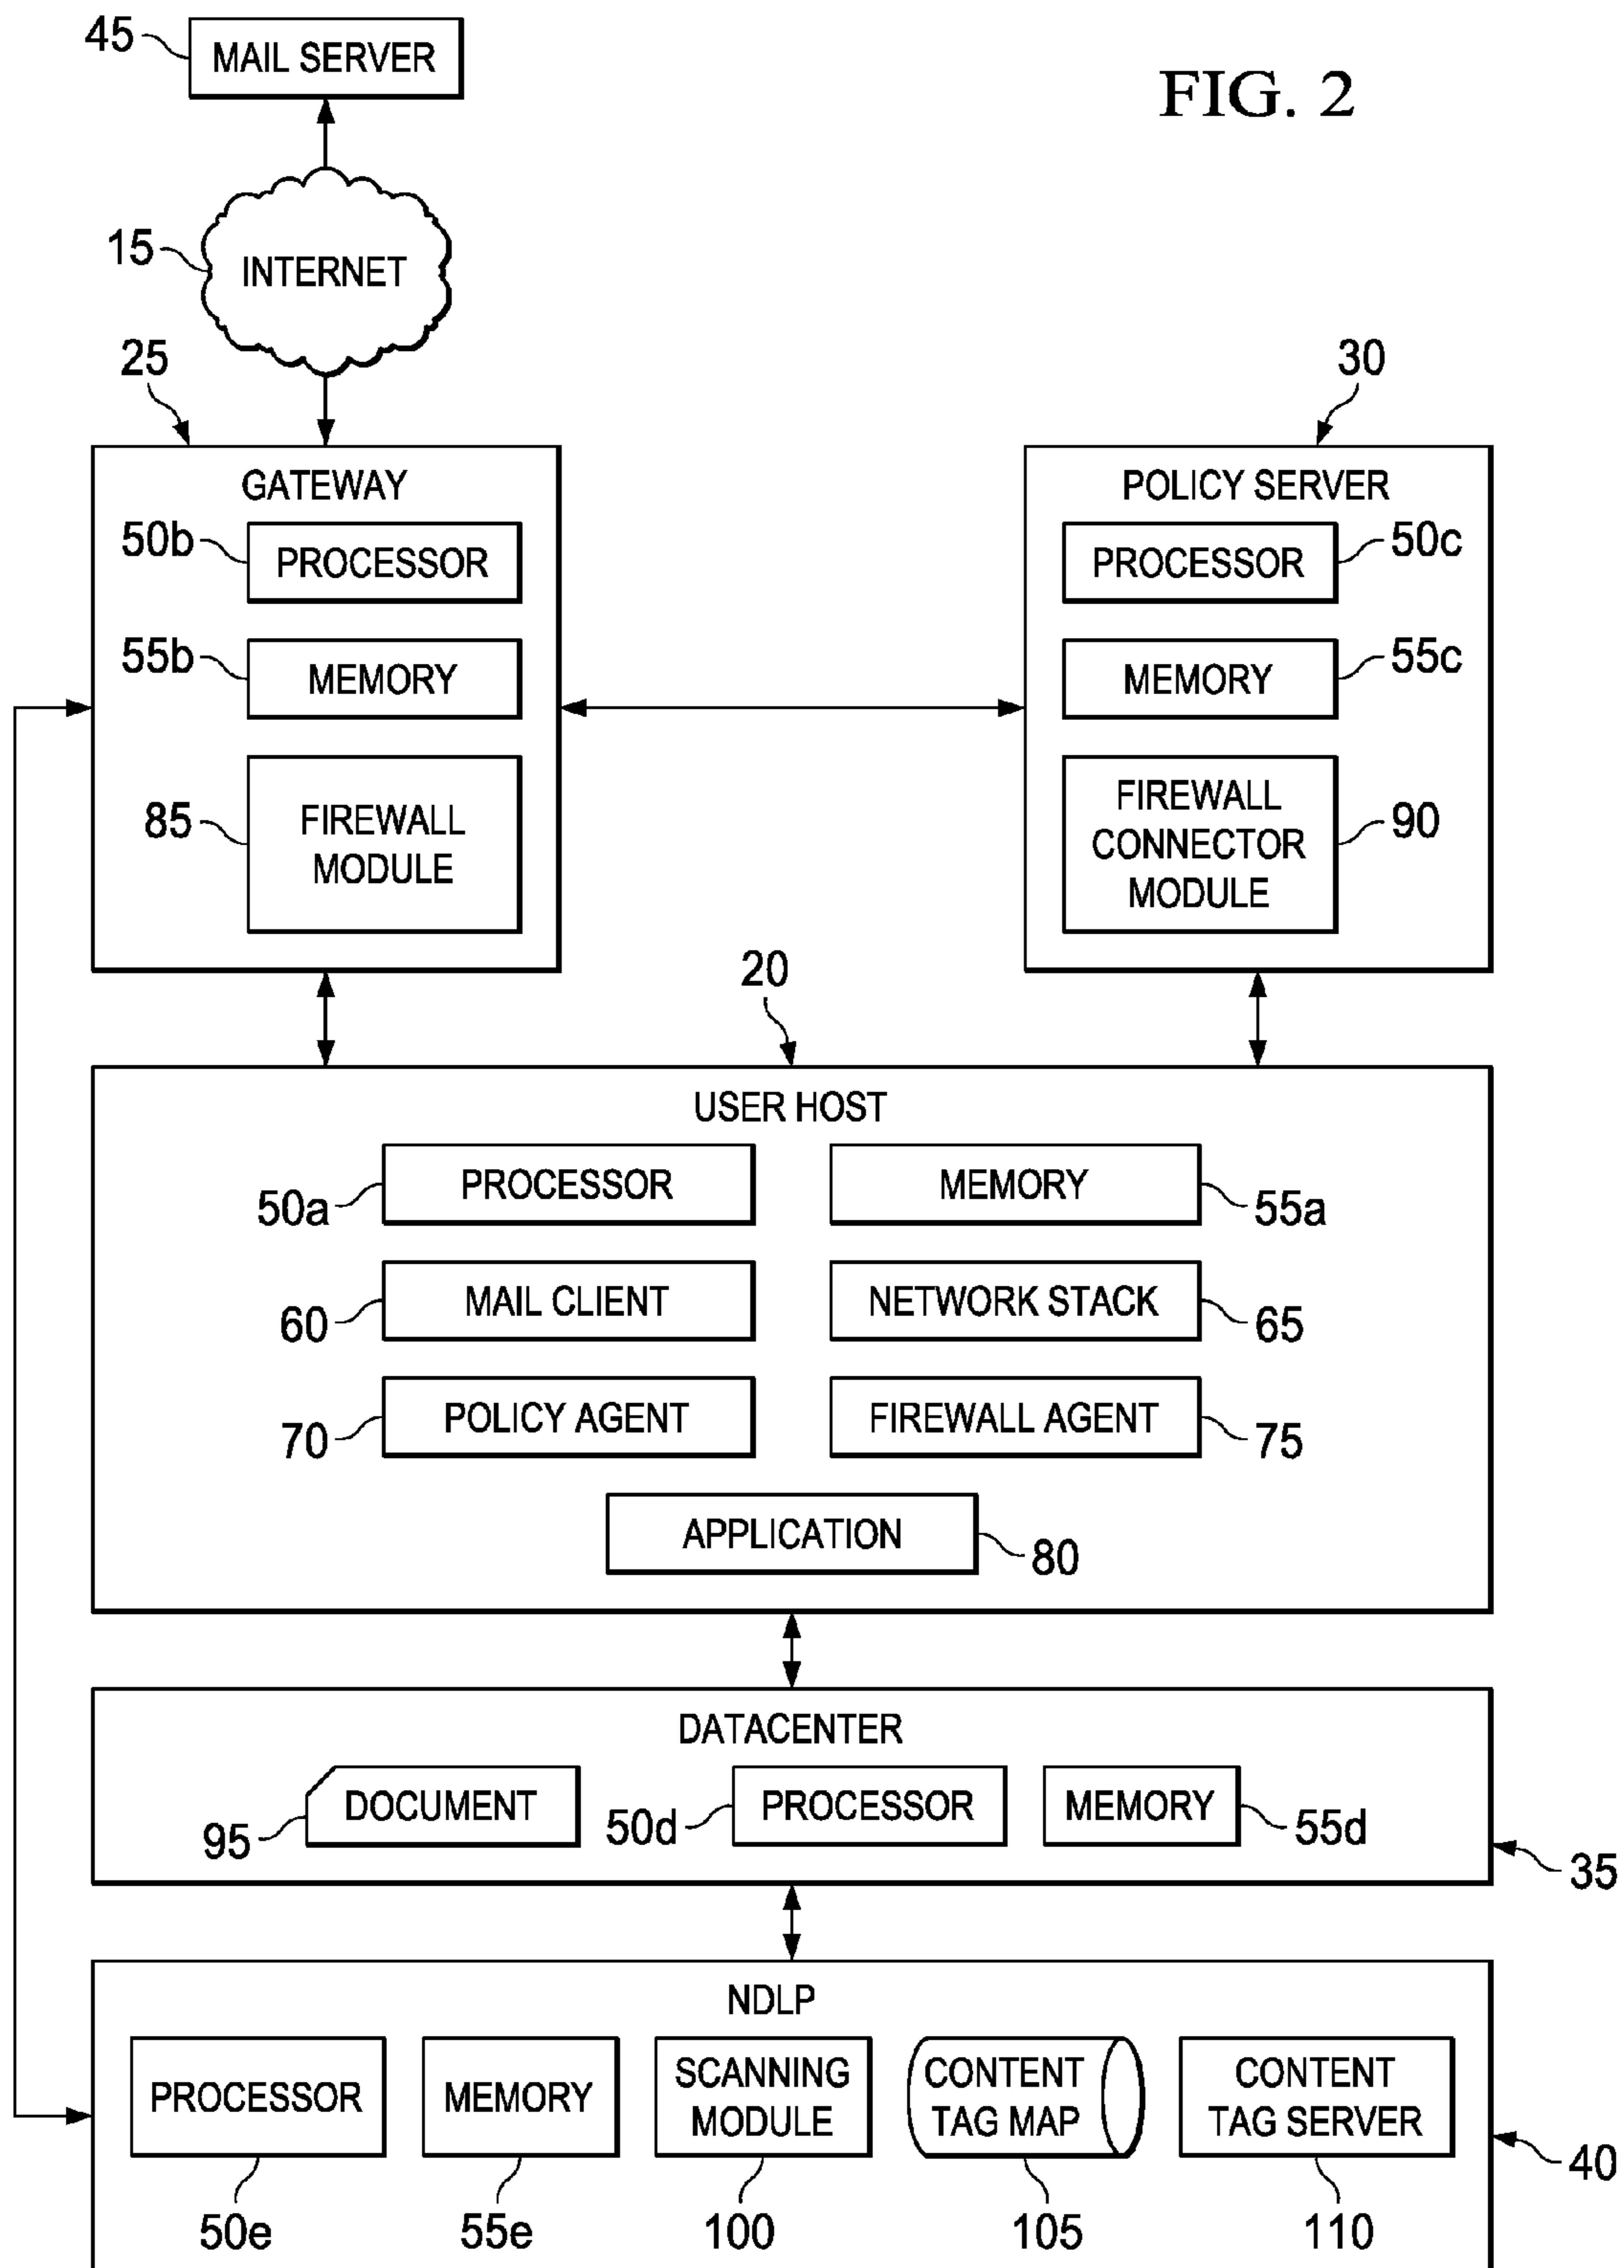 45
MAIL SERVER
FIG. 2
15
INTERNET
25
30
GATEWAY
50b
PROCESSOR
55b
MEMORY
85
FIREWALL
MODULE
POLICY SERVER
PROCESSOR
50c
MEMORY
55c
FIREWALL
CONNECTOR
MODULE
90
20
USER HOST
50a
PROCESSOR
MEMORY
55a
60
MAIL CLIENT
NETWORK STACK
65
70
POLICY AGENT
FIREWALL AGENT
75
APPLICATION
80
DATACENTER
95
DOCUMENT
50d
PROCESSOR
MEMORY
55d
35
NDLP
PROCESSOR
MEMORY
SCANNING
MODULE
CONTENT
TAG MAP
CONTENT
TAG SERVER
40
50e
55e
100
105
110